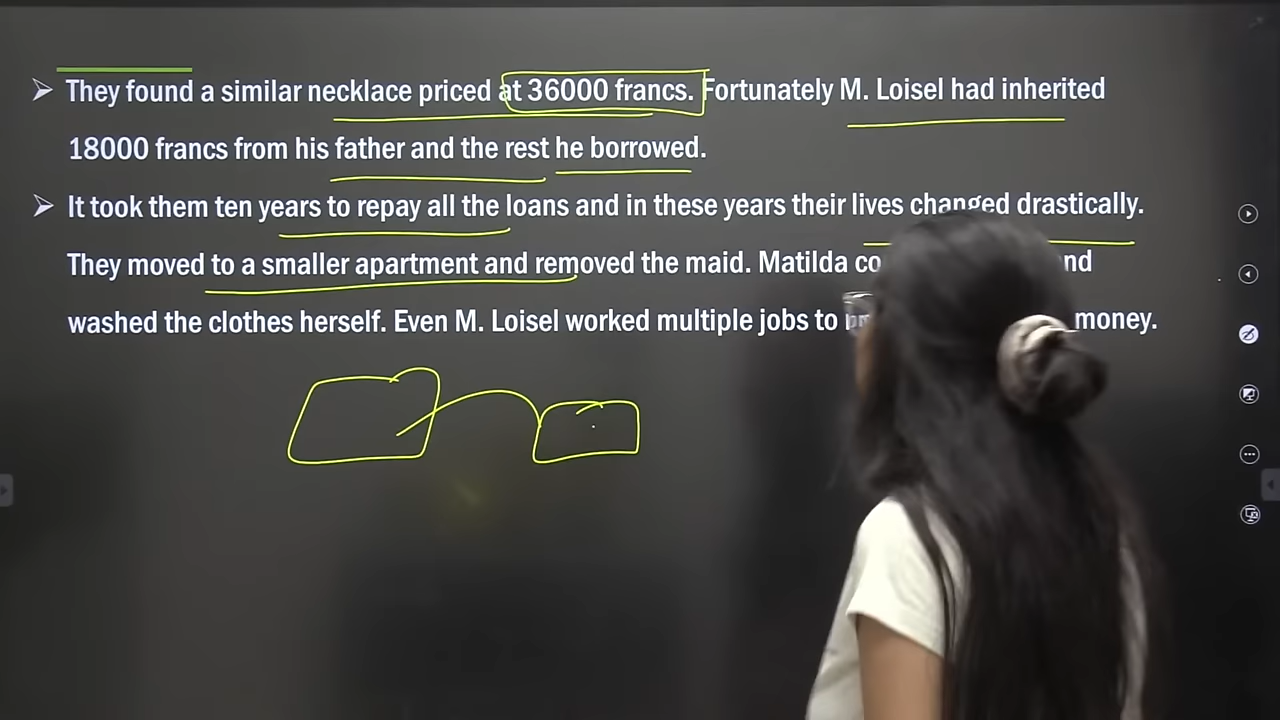 ➤ They found a similar necklace priced at 36000 francs. Fortunately M. Loisel had inherited
18000 francs from his father and the rest he borrowed.
➤ It took them ten years to repay all the loans and in these years their lives changed drastically.
They moved to a smaller apartment and removed the maid. Matilda
washed the clothes herself. Even M. Loisel worked multiple jobs to money.